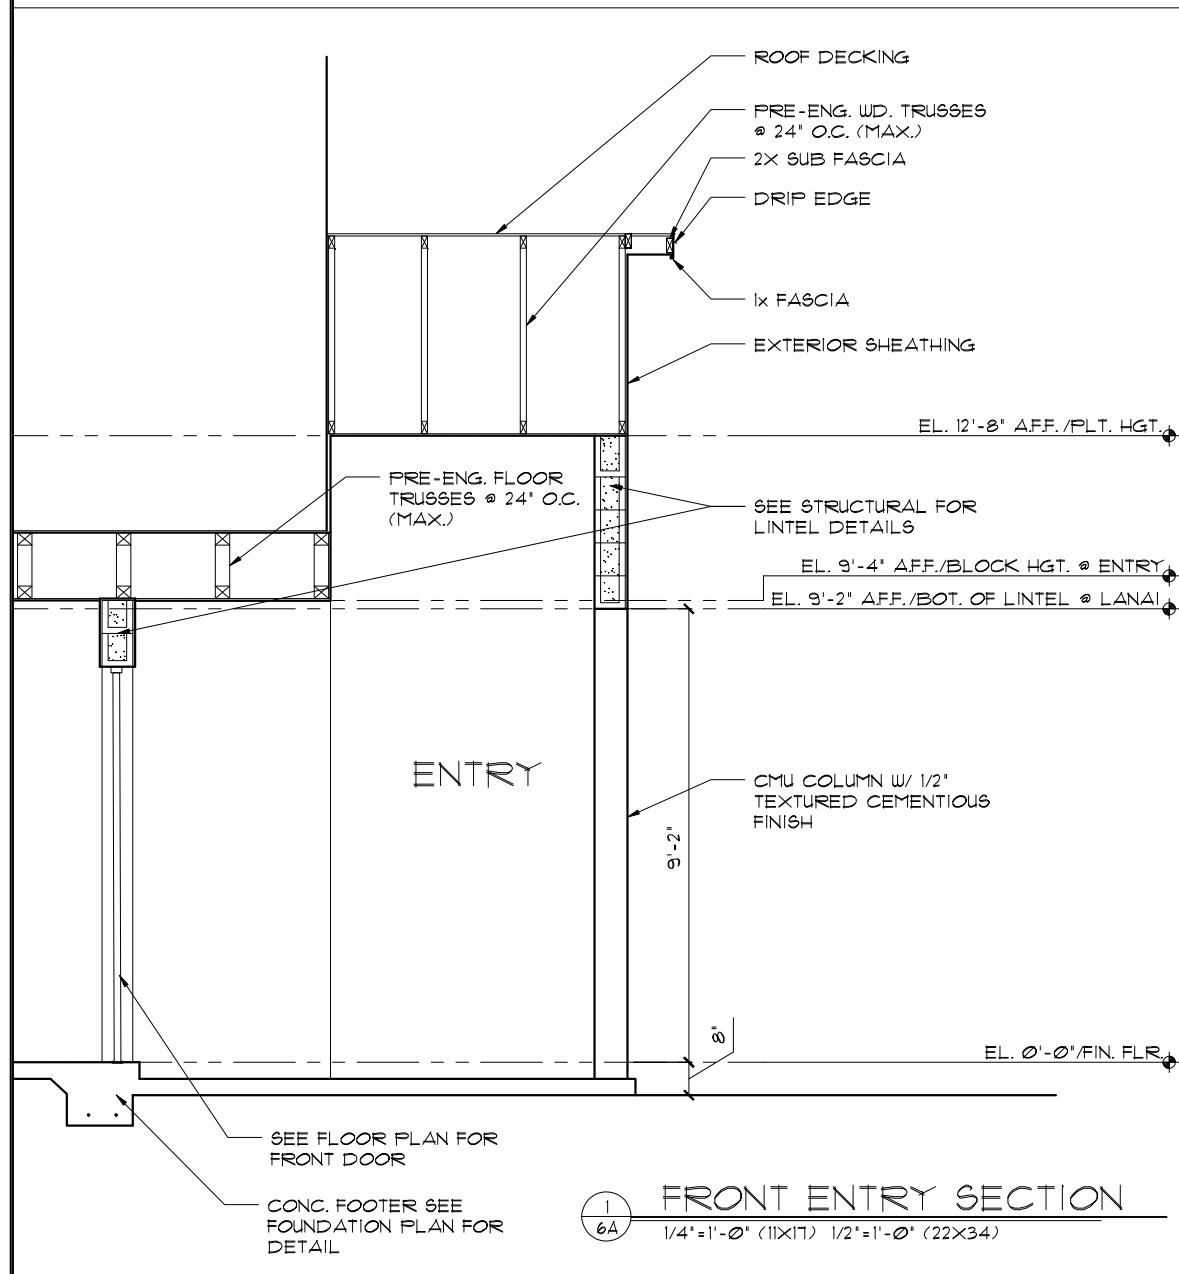 ROOF DECKING
PRE-ENG. WD. TRUSSES
@ 24" O.C. (MAX.)
2X SUB FASCIA
DRIP EDGE
1x FASCIA
EXTERIOR SHEATHING
EL. 12'-8" A.F.F./PLT. HGT.
PRE-ENG. FLOOR
TRUSSES @ 24" O.C.
(MAX.)
SEE STRUCTURAL FOR
LINTEL DETAILS
EL. 9'-4" A.F.F./BLOCK HGT. @ ENTRY
EL. 9'-2" A.F.F./BOT. OF LINTEL @ LANAI
ENTRY
CMU COLUMN W/ 1/2"
TEXTURED CEMENTIOUS
FINISH
9'-2"
8"
EL. 0'-0"/FIN. FLR.
SEE FLOOR PLAN FOR
FRONT DOOR
CONC. FOOTER SEE
FOUNDATION PLAN FOR
DETAIL
1
6A
FRONT ENTRY SECTION
1/4"=1'-0" (11X17) 1/2"=1'-0" (22X34)